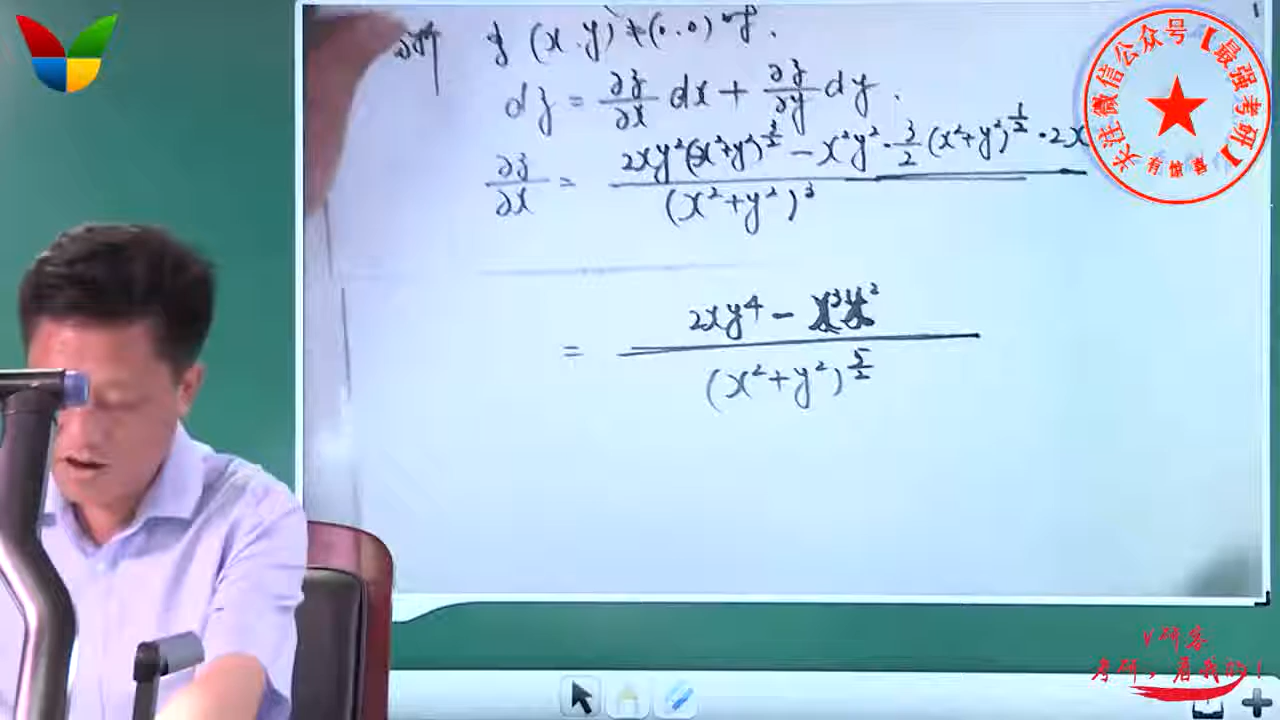 (x,y)≠(0,0)时.
dz = ∂z/∂x dx + ∂z/∂y dy.
∂z/∂x = (2xy²(x²+y²)^(3/2) − x²y²·3/2(x²+y²)^(1/2)·2x)/(x²+y²)³
= (2xy⁴ − x³y²)/(x²+y²)^(5/2)
关注微信公众号【最强考研】
有惊喜
V研客
考研,看我的!